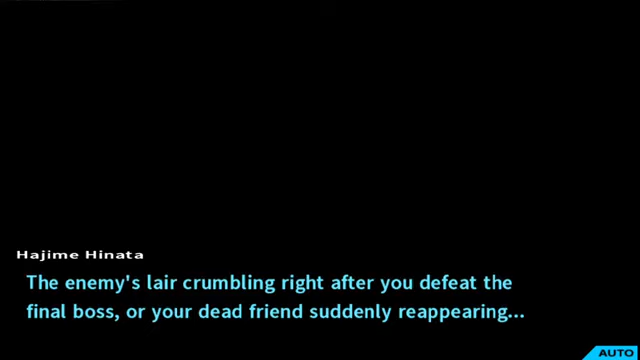 Hajime Hinata
The enemy's lair crumbling right after you defeat the
final boss, or your dead friend suddenly reappearing...
AUTO